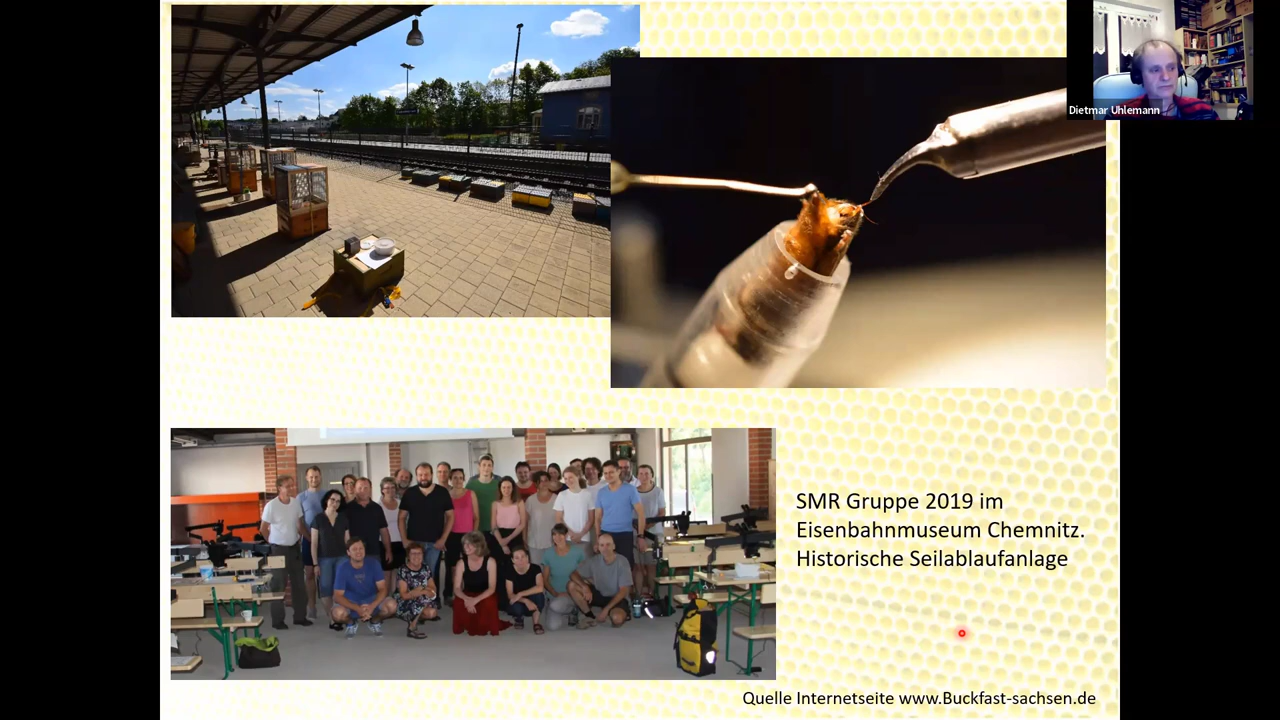 Dietmar Uhlemann
SMR Gruppe 2019 im
Eisenbahnmuseum Chemnitz.
Historische Seilablaufanlage
Quelle Internetseite www.Buckfast-sachsen.de